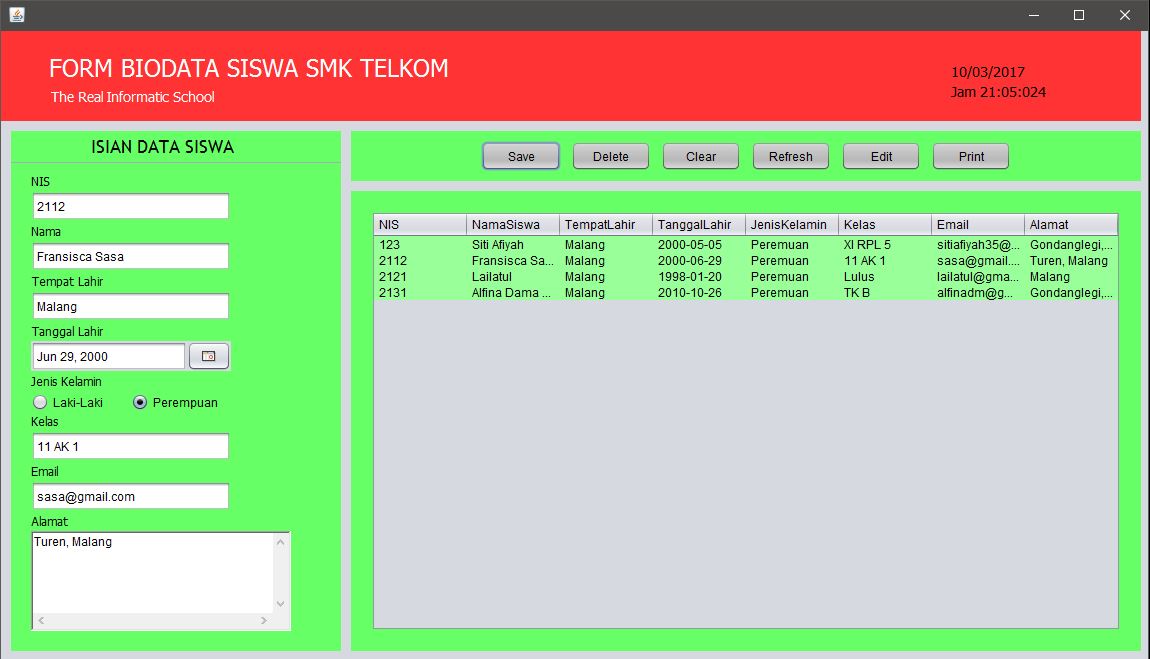 FORM BIODATA SISWA SMK TELKOM
The Real Informatic School
10/03/2017
Jam 21:05:024
ISIAN DATA SISWA
NIS
2112
Nama
Fransisca Sasa
Tempat Lahir
Malang
Tanggal Lahir
Jun 29, 2000
Jenis Kelamin
Laki-Laki Perempuan
Kelas
11 AK 1
Email
sasa@gmail.com
Alamat
Turen, Malang
Save Delete Clear Refresh Edit Print
NIS NamaSiswa TempatLahir TanggalLahir JenisKelamin Kelas Email Alamat
123 Siti Afiyah Malang 2000-05-05 Peremuan XI RPL 5 sitiafiyah35@... Gondanglegi,...
2112 Fransisca Sa... Malang 2000-06-29 Peremuan 11 AK 1 sasa@gmail.... Turen, Malang
2121 Lailatul Malang 1998-01-20 Peremuan Lulus lailatul@gma... Malang
2131 Alfina Dama ... Malang 2010-10-26 Peremuan TK B alfinadm@g... Gondanglegi,...